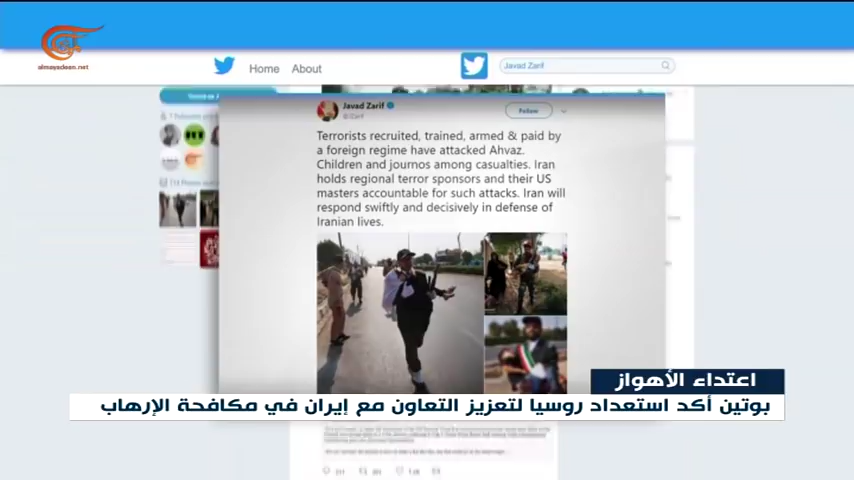 almayadeen.net
Home About
Javad Zarif
Javad Zarif
Follow
Terrorists recruited, trained, armed & paid by
a foreign regime have attacked Ahvaz.
Children and journos among casualties. Iran
holds regional terror sponsors and their US
masters accountable for such attacks. Iran will
respond swiftly and decisively in defense of
Iranian lives.
اعتداء الأهواز
بوتين أكد استعداد روسيا لتعزيز التعاون مع إيران في مكافحة الإرهاب